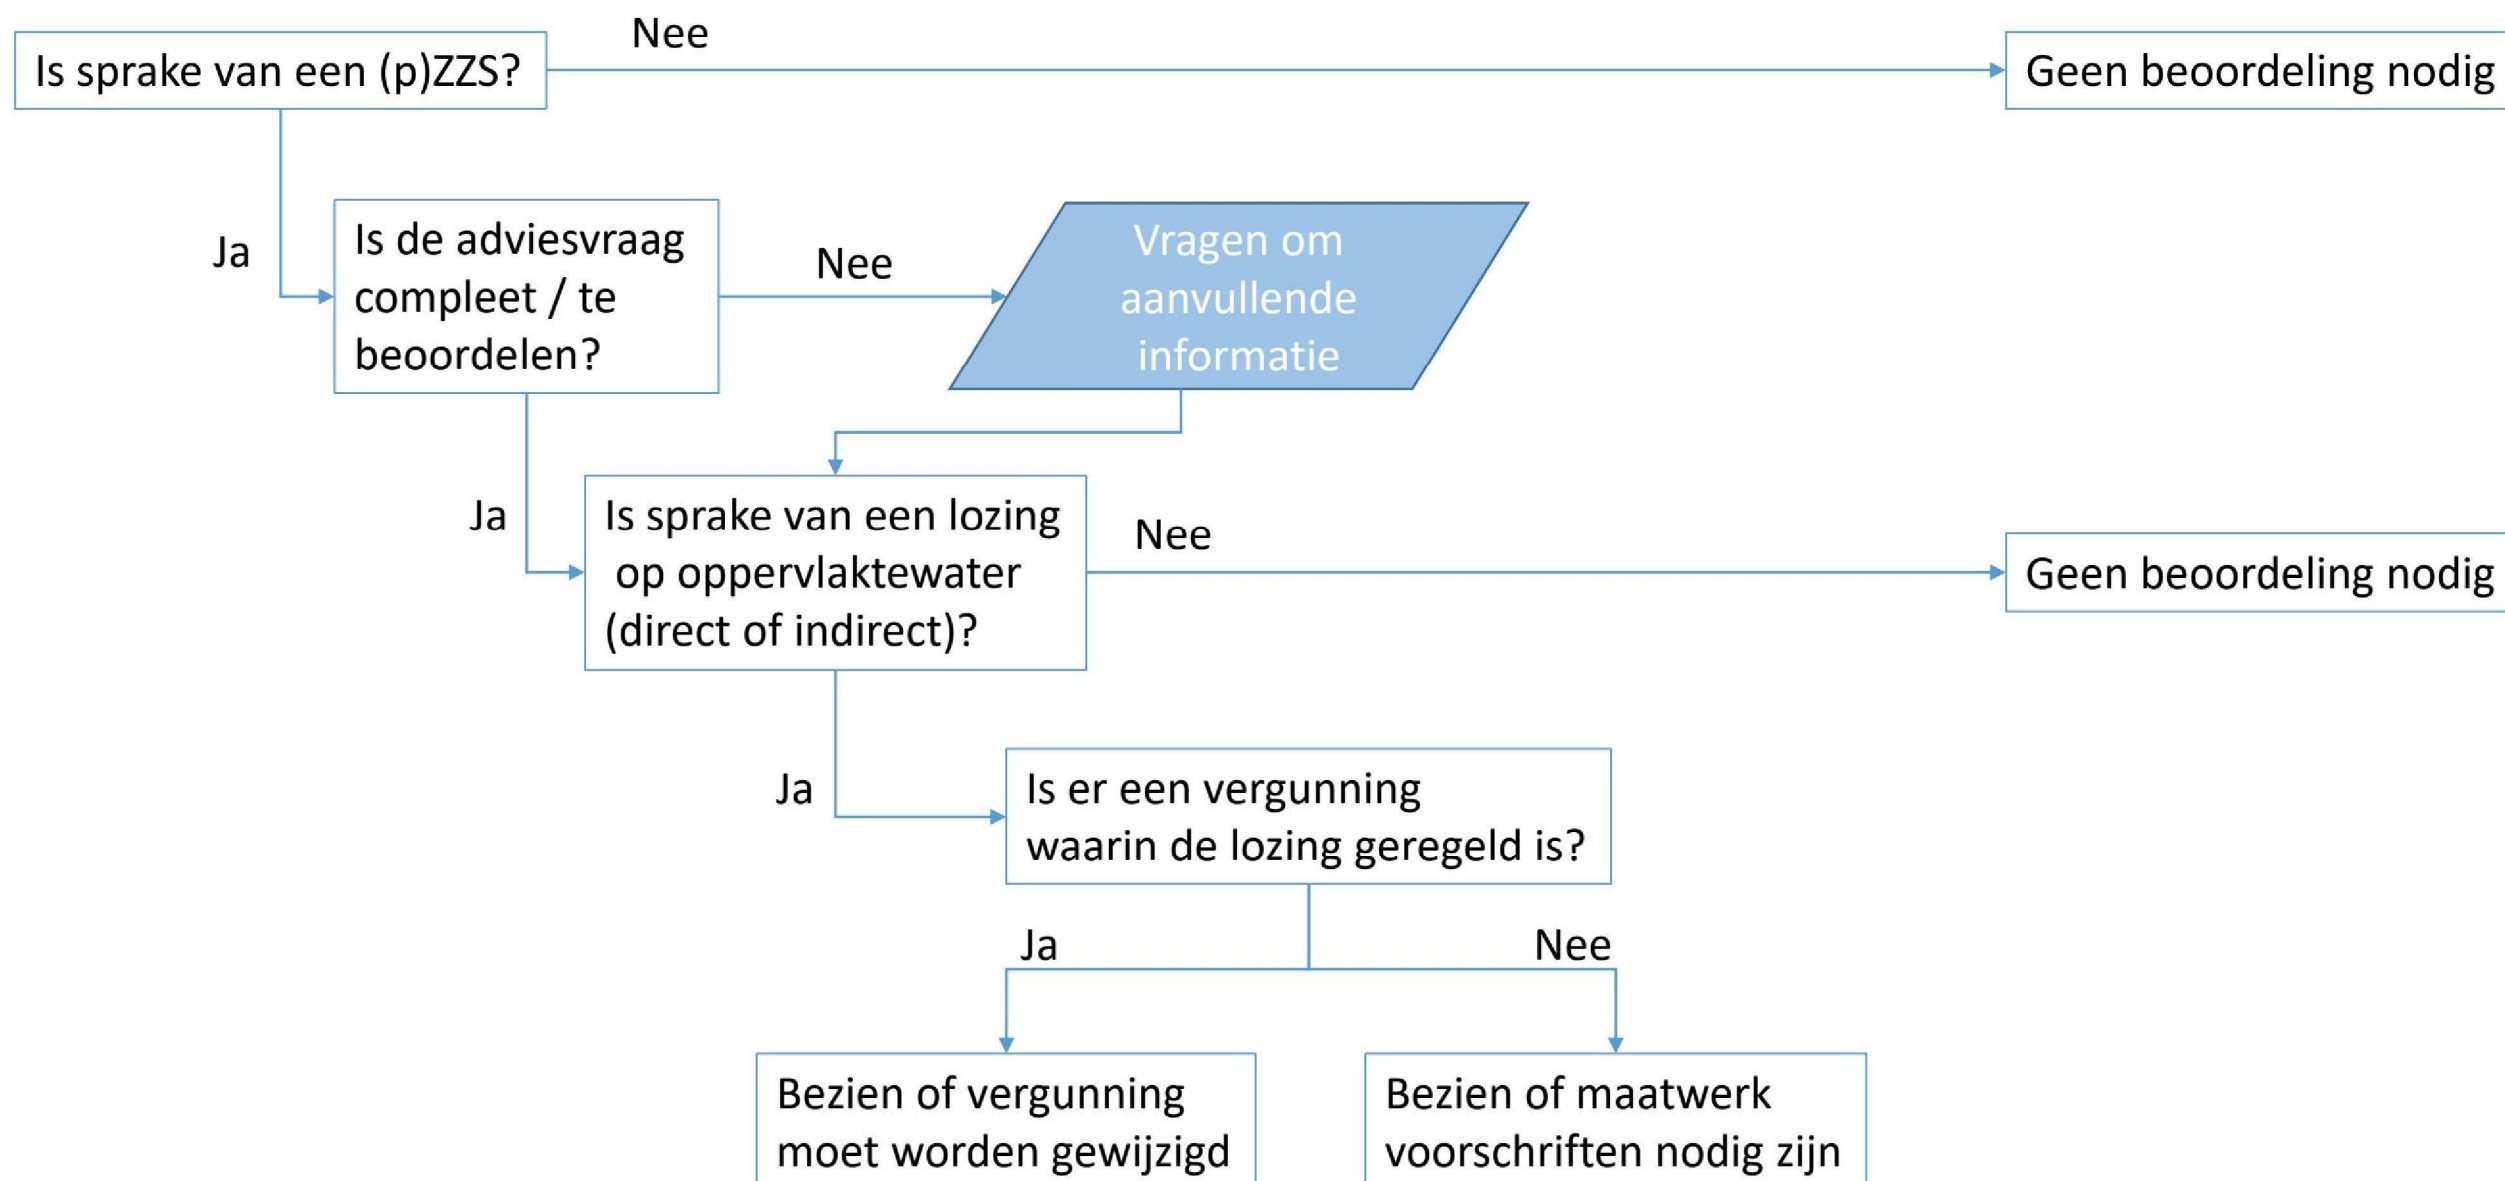 Nee
Is sprake van een (p)ZZS?
Geen beoordeling nodig
Ja
Is de adviesvraag
compleet / te
beoordelen?
Nee
Vragen om
aanvullende
informatie
Ja
Is sprake van een lozing
op oppervlaktewater
(direct of indirect)?
Nee
Geen beoordeling nodig
Ja
Is er een vergunning
waarin de lozing geregeld is?
Ja
Nee
Bezien of vergunning
moet worden gewijzigd
Bezien of maatwerk
voorschriften nodig zijn